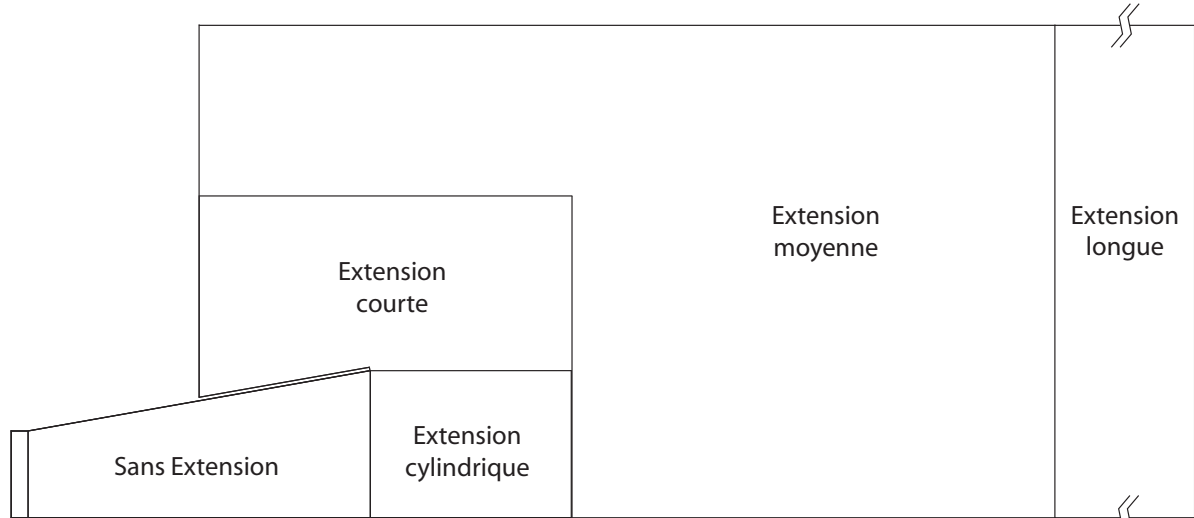 Extension
moyenne
Extension
longue
Extension
courte
Extension
cylindrique
Sans Extension